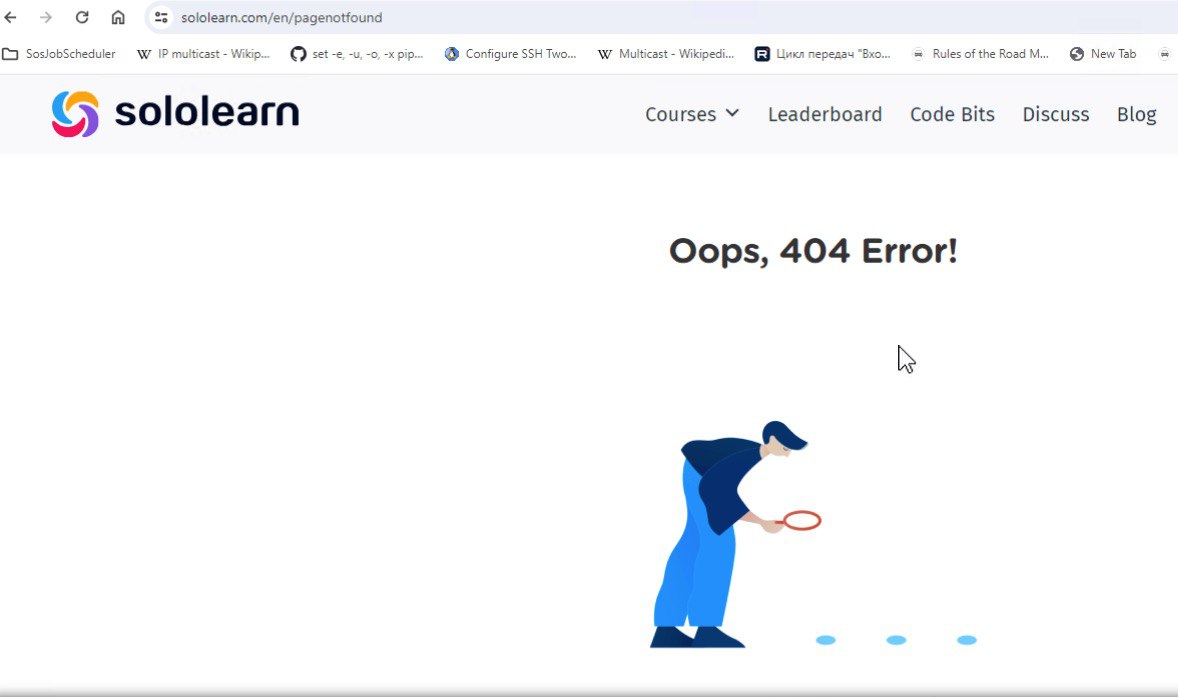 sololearn.com/en/pagenotfound
SosJobScheduler IP multicast - Wikip... set -e, -u, -o, -x pip... Configure SSH Two... Multicast - Wikipedi... Цикл передач "Вхо... Rules of the Road M... New Tab
sololearn Courses Leaderboard Code Bits Discuss Blog
Oops, 404 Error!